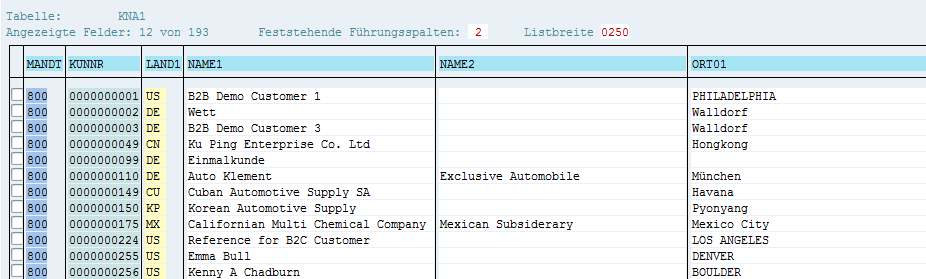 Tabelle: KNA1
Angezeigte Felder: 12 von 193 Feststehende Führungsspalten: 2 Listbreite 0250
MANDT KUNNR LAND1 NAME1 NAME2 ORT01
800 0000000001 US B2B Demo Customer 1 PHILADELPHIA
800 0000000002 DE Wett Walldorf
800 0000000003 DE B2B Demo Customer 3 Walldorf
800 0000000049 CN Ku Ping Enterprise Co. Ltd Hongkong
800 0000000099 DE Einmalkunde
800 0000000110 DE Auto Klement Exclusive Automobile München
800 0000000149 CU Cuban Automotive Supply SA Havana
800 0000000150 KP Korean Automotive Supply Pyonyang
800 0000000175 MX Californian Multi Chemical Company Mexican Subsiderary Mexico City
800 0000000224 US Reference for B2C Customer LOS ANGELES
800 0000000255 US Emma Bull DENVER
800 0000000256 US Kenny A Chadburn BOULDER